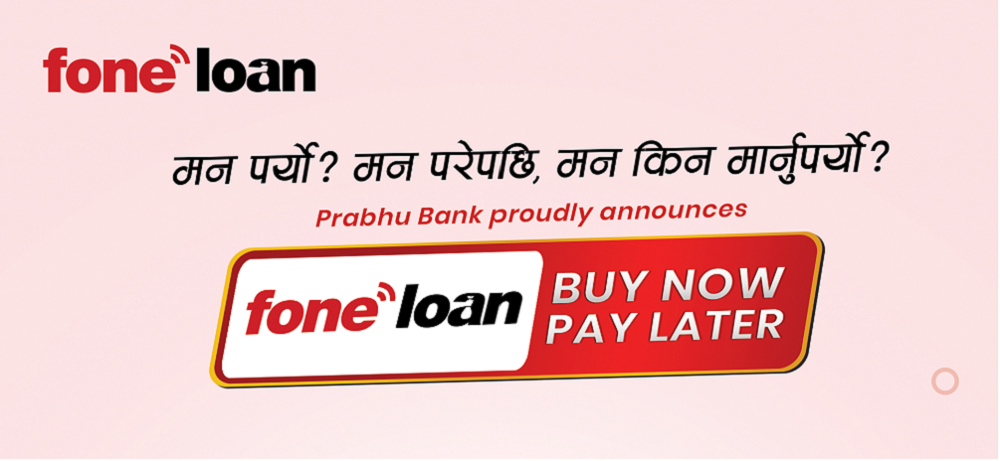 fone loan
मन पर्यो? मन परेपछि, मन किन मार्नुपर्यो?
Prabhu Bank proudly announces
fone loan
BUY NOW
PAY LATER